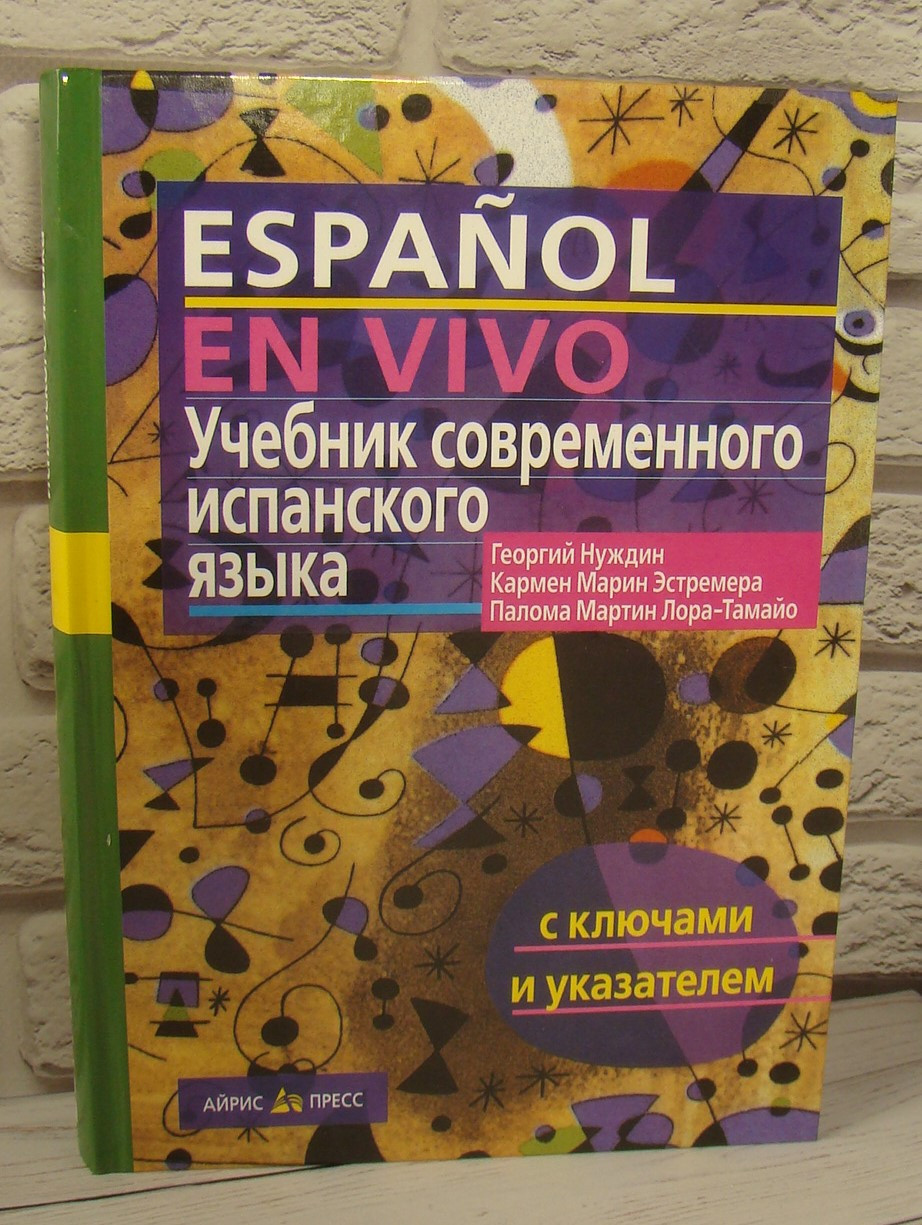 ESPAÑOL
EN VIVO
Учебник современного
испанского
языка
Георгий Нуждин
Кармен Марин Эстремера
Палома Мартин Лора-Тамайо
с ключами
и указателем
АЙРИС ПРЕСС